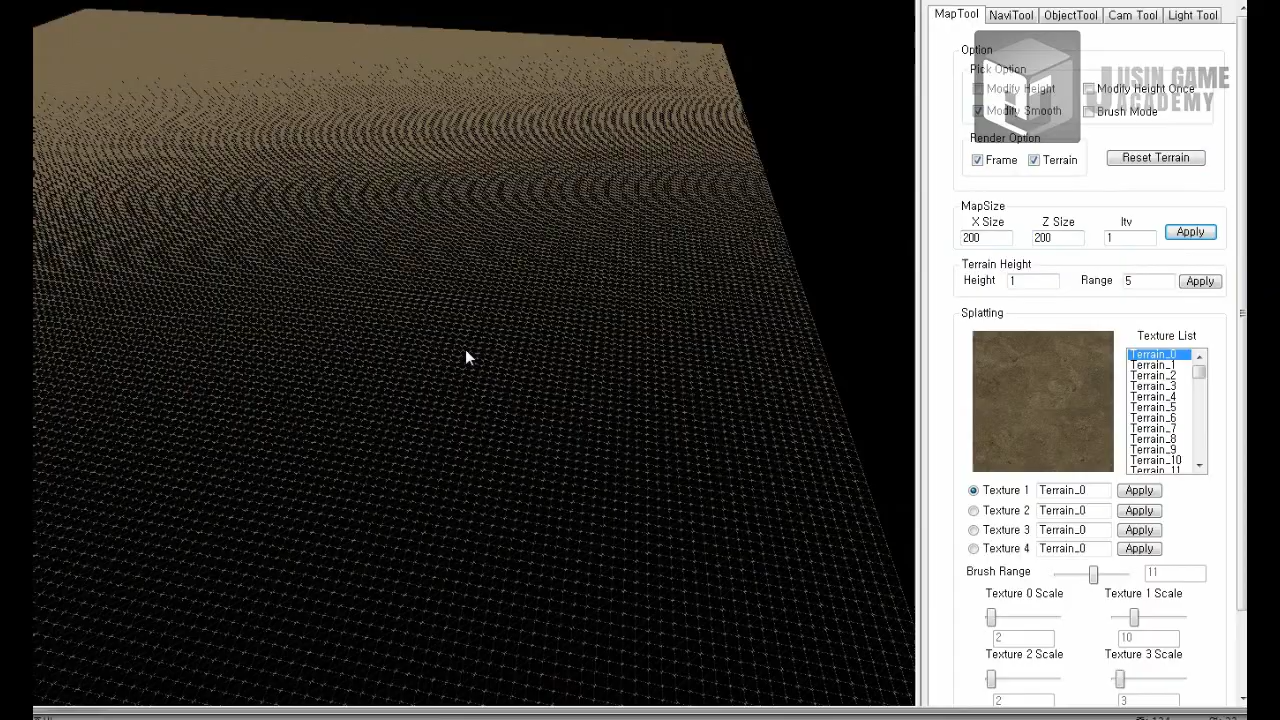 MapTool NaviTool ObjectTool Cam Tool Light Tool
Option
Pick Option
Modify Height Modify Height Once
Modify Smooth Brush Mode
USIN GAME
ACADEMY
Render Option
Frame Terrain Reset Terrain
MapSize
X Size Z Size Itv
200 200 1 Apply
Terrain Height
Height 1 Range 5 Apply
Splatting
Texture List
Terrain_0
Terrain_1
Terrain_2
Terrain_3
Terrain_4
Terrain_5
Terrain_6
Terrain_7
Terrain_8
Terrain_9
Terrain_10
Terrain_11
Texture 1 Terrain_0 Apply
Texture 2 Terrain_0 Apply
Texture 3 Terrain_0 Apply
Texture 4 Terrain_0 Apply
Brush Range 11
Texture 0 Scale Texture 1 Scale
2 10
Texture 2 Scale Texture 3 Scale
2 3